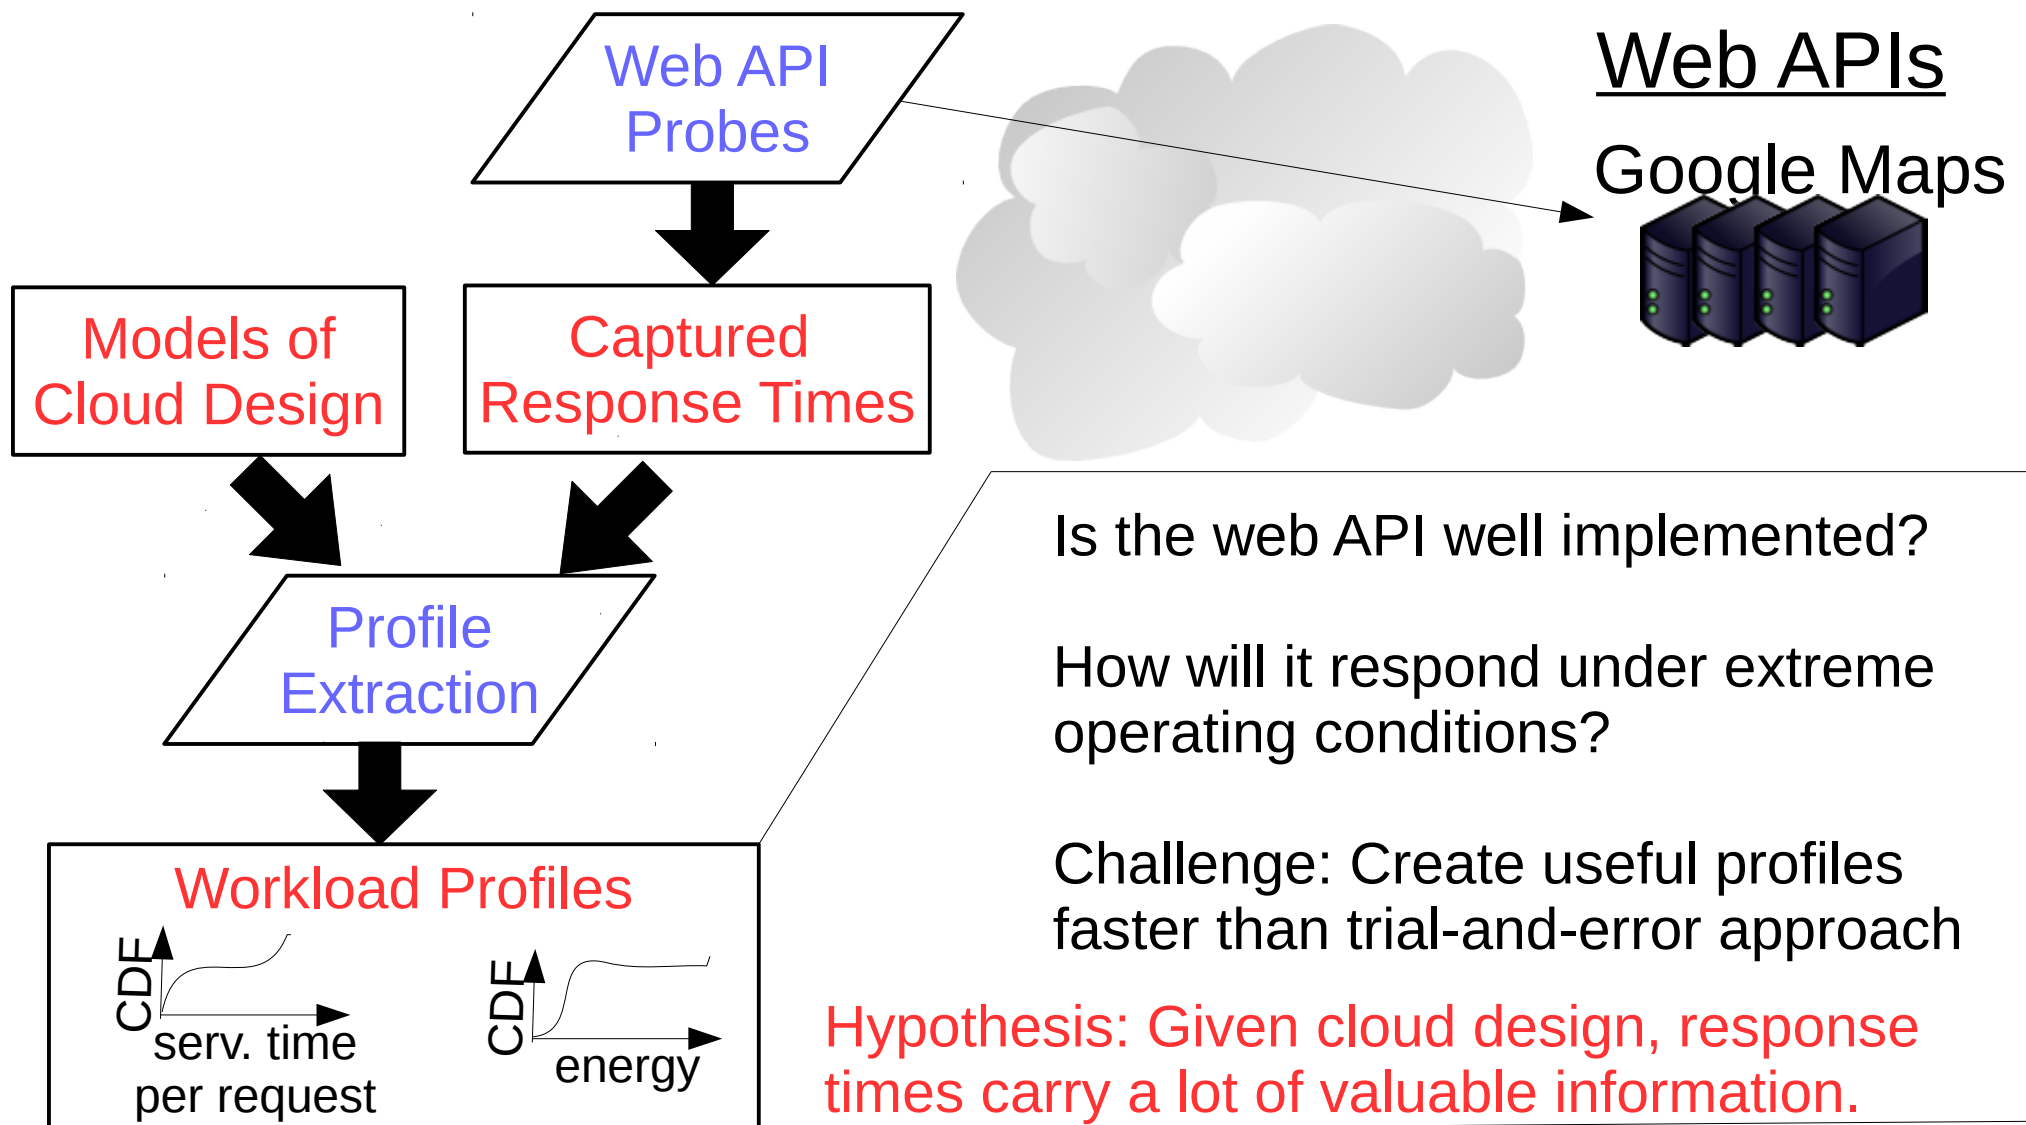 Web API
Probes
Web APIs
Google Maps
Models of
Cloud Design
Captured
Response Times
Profile
Extraction
Workload Profiles
CDF
serv. time
per request
CDF
energy
Is the web API well implemented?
How will it respond under extreme
operating conditions?
Challenge: Create useful profiles
faster than trial-and-error approach
Hypothesis: Given cloud design, response
times carry a lot of valuable information.